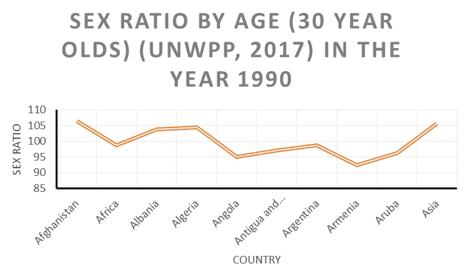 SEX RATIO BY AGE (30 YEAR
OLDS) (UNWPP, 2017) IN THE
YEAR 1990
110
105
100
95
90
85
SEX RATIO
Afghanistan
Africa
Albania
Algeria
Angola
Antigua and...
Argentina
Armenia
Aruba
Asia
COUNTRY